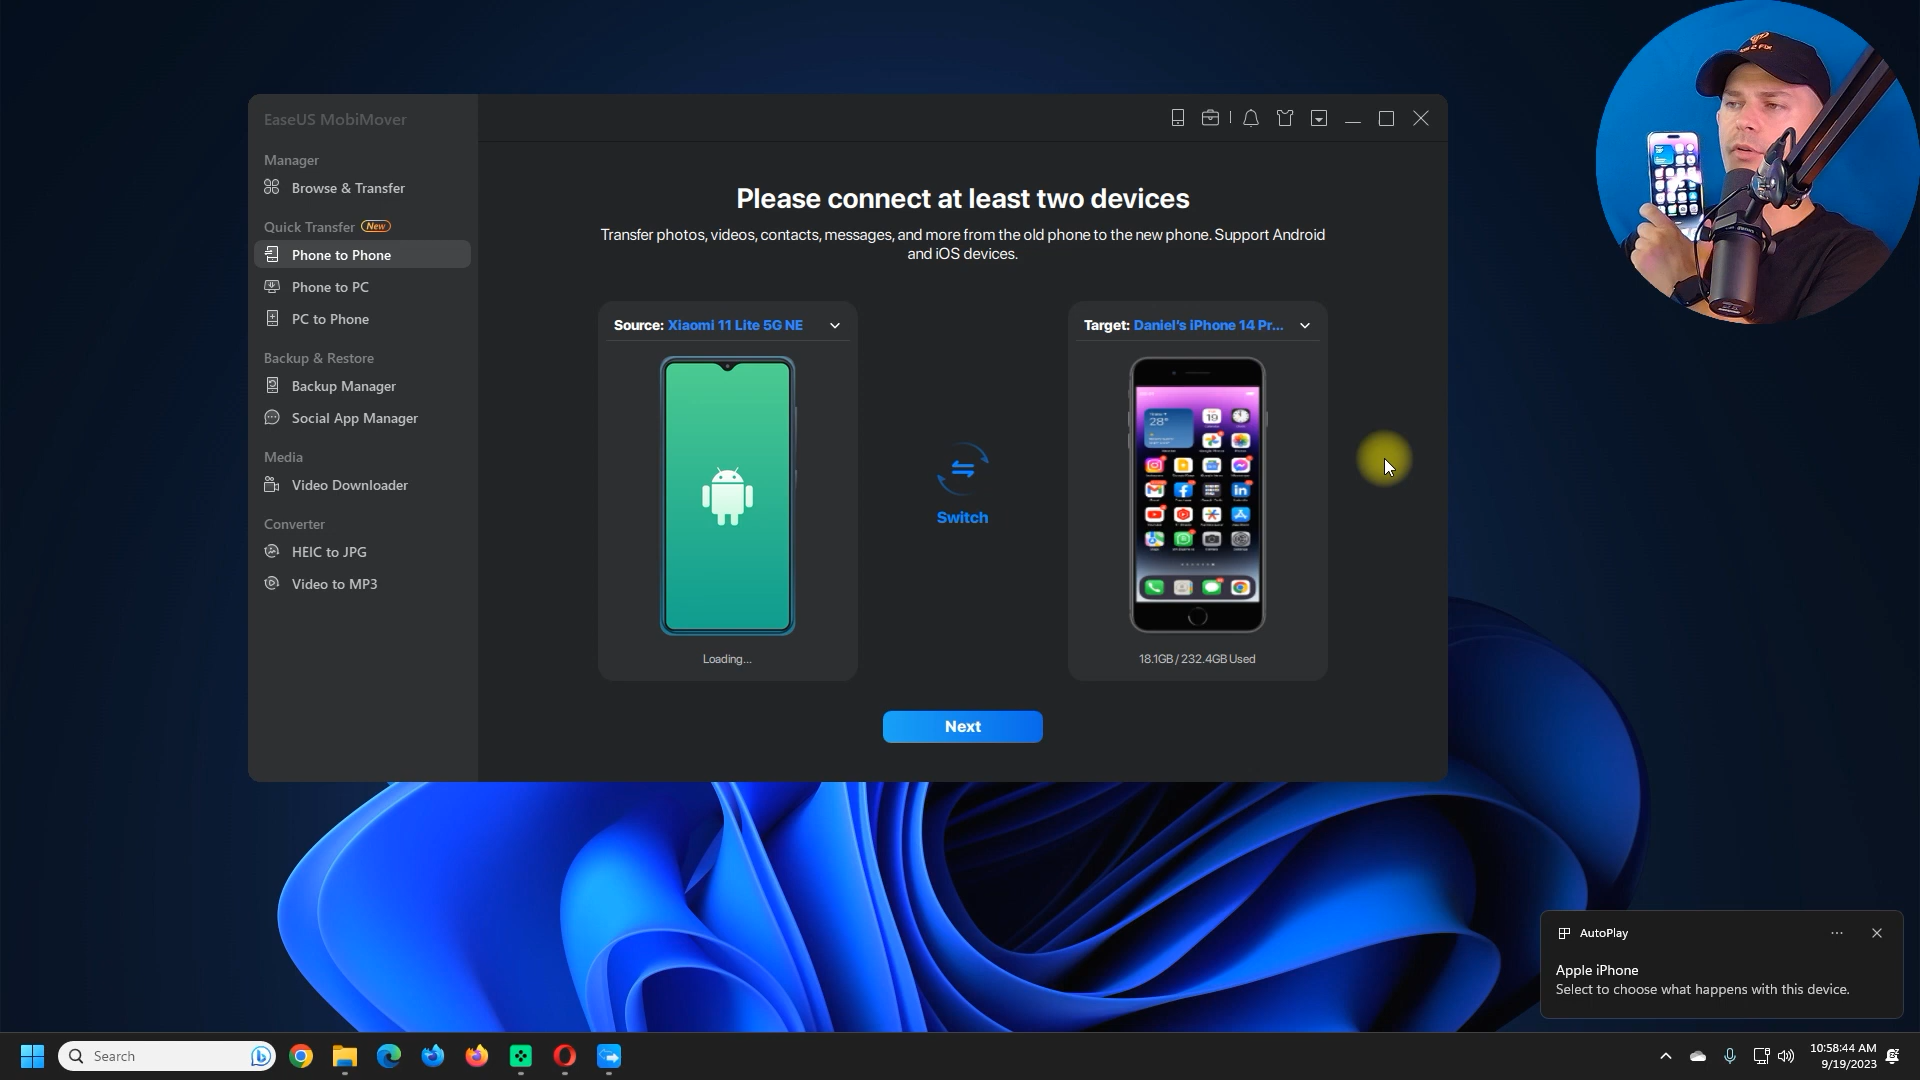 EaseUS MobiMover
Manager
Browse & Transfer
Quick Transfer New
Phone to Phone
Phone to PC
PC to Phone
Backup & Restore
Backup Manager
Social App Manager
Media
Video Downloader
Converter
HEIC to JPG
Video to MP3
Please connect at least two devices
Transfer photos, videos, contacts, messages, and more from the old phone to the new phone. Support Android
and iOS devices.
Source: Xiaomi 11 Lite 5G NE
Loading...
Switch
Target: Daniel's iPhone 14 Pr...
28°
19
18.1GB / 232.4GB Used
Next
AutoPlay
Apple iPhone
Select to choose what happens with this device.
Search
10:58:44 AM
9/19/2023